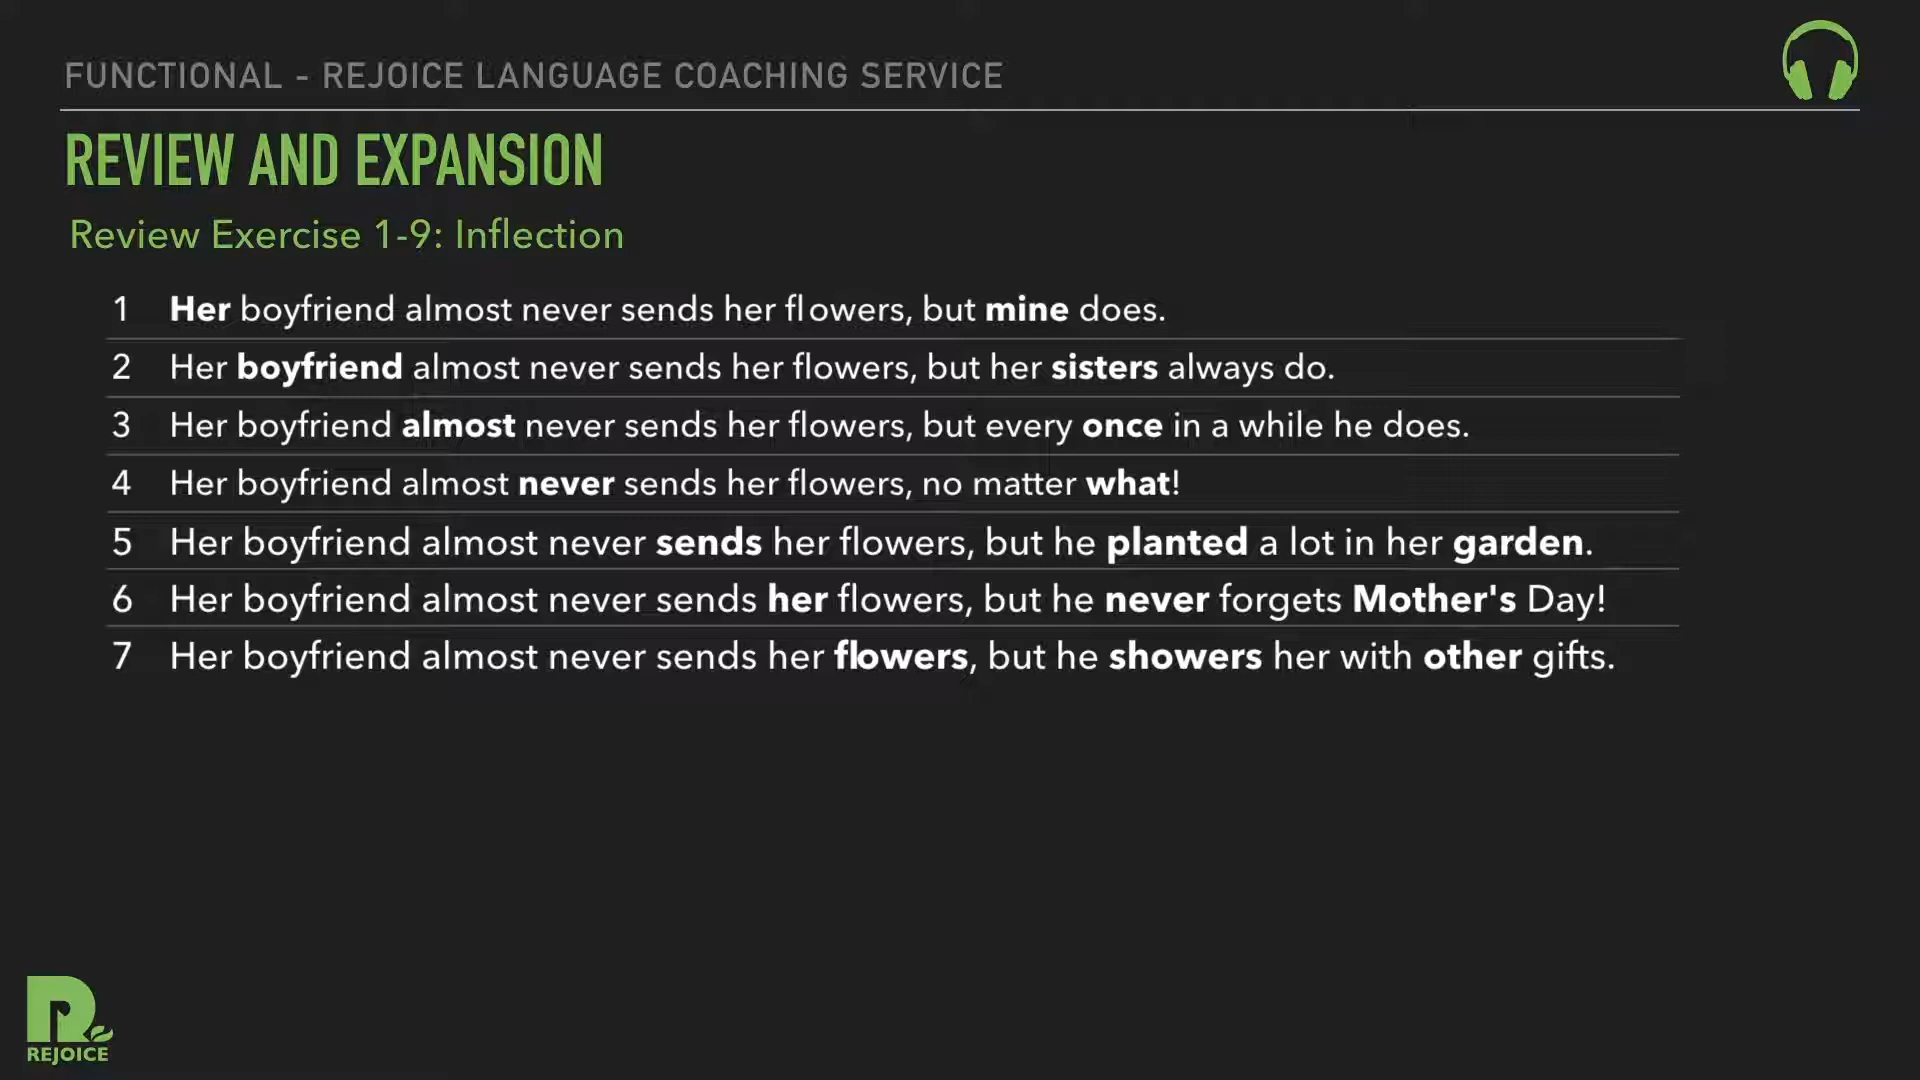 FUNCTIONAL - REJOICE LANGUAGE COACHING SERVICE
REVIEW AND EXPANSION
Review Exercise 1-9: Inflection
1 Her boyfriend almost never sends her flowers, but mine does.
2 Her boyfriend almost never sends her flowers, but her sisters always do.
3 Her boyfriend almost never sends her flowers, but every once in a while he does.
4 Her boyfriend almost never sends her flowers, no matter what!
5 Her boyfriend almost never sends her flowers, but he planted a lot in her garden.
6 Her boyfriend almost never sends her flowers, but he never forgets Mother's Day!
7 Her boyfriend almost never sends her flowers, but he showers her with other gifts.
REJOICE